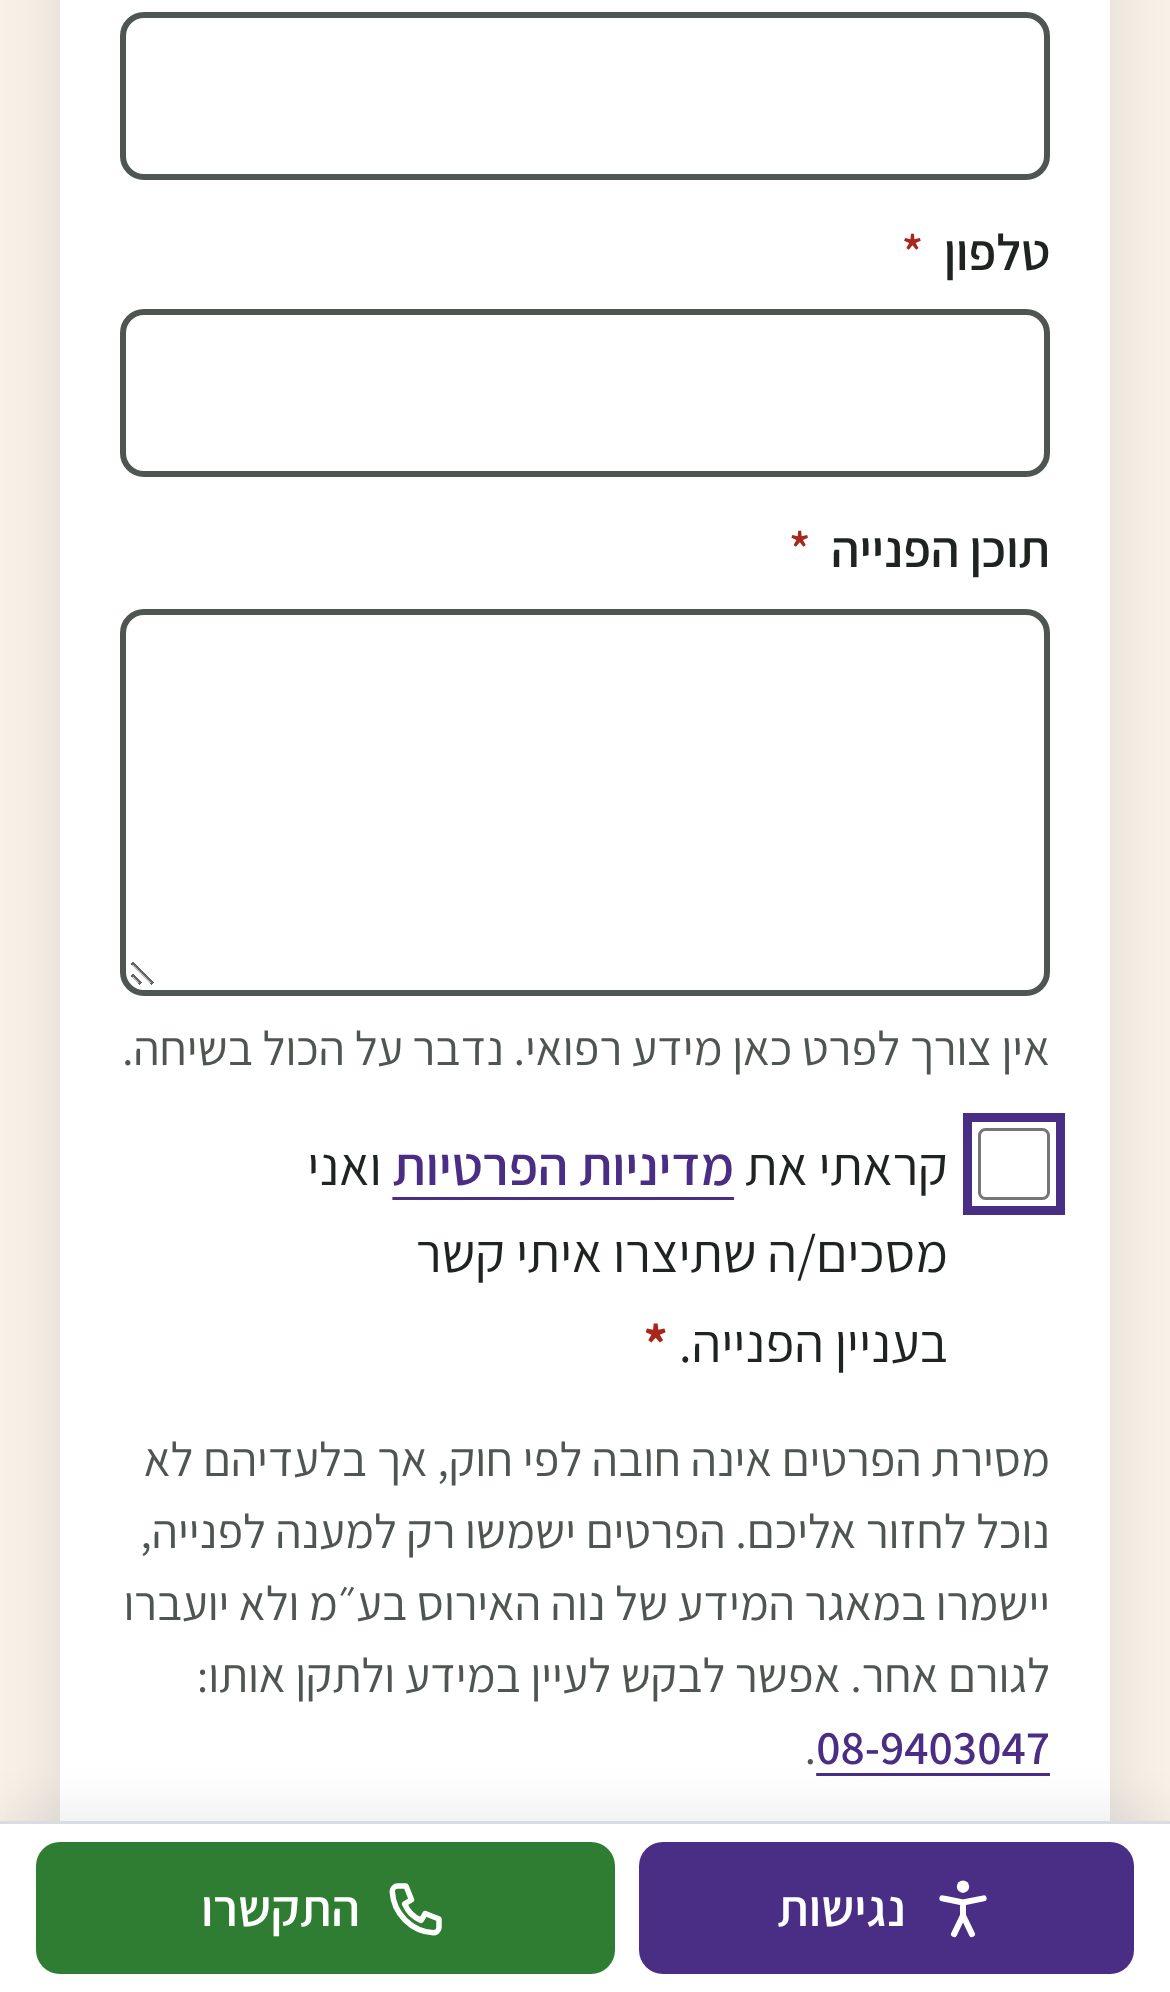 טלפון *
תוכן הפנייה *
אין צורך לפרט כאן מידע רפואי. נדבר על הכול בשיחה.
קראתי את מדיניות הפרטיות ואני
מסכים/ה שתיצרו איתי קשר
בעניין הפנייה. *
מסירת הפרטים אינה חובה לפי חוק, אך בלעדיהם לא
נוכל לחזור אליכם. הפרטים ישמשו רק למענה לפנייה,
יישמרו במאגר המידע של נוה האירוס בע״מ ולא יועברו
לגורם אחר. אפשר לבקש לעיין במידע ולתקן אותו:
08-9403047.
נגישות
התקשרו